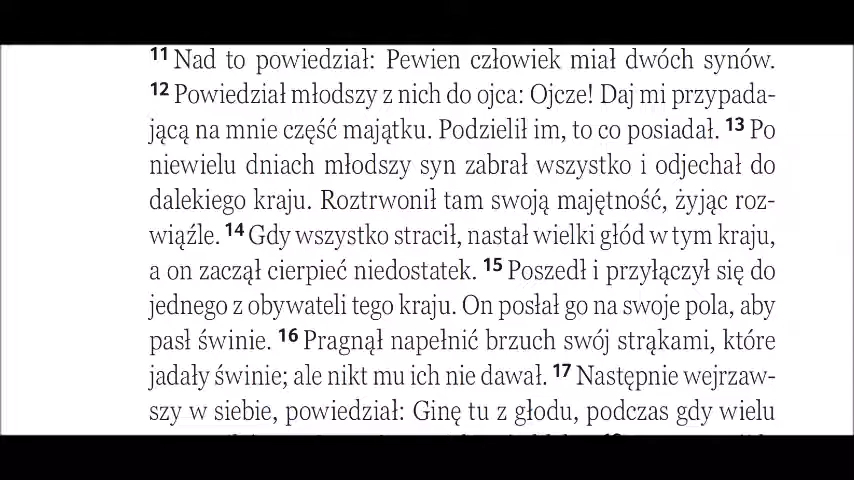 11 Nad to powiedział: Pewien człowiek miał dwóch synów.
12 Powiedział młodszy z nich do ojca: Ojcze! Daj mi przypada-
jącą na mnie część majątku. Podzielił im, to co posiadał. 13 Po
niewielu dniach młodszy syn zabrał wszystko i odjechał do
dalekiego kraju. Roztrwonił tam swoją majętność, żyjąc roz-
wiąźle. 14 Gdy wszystko stracił, nastał wielki głód w tym kraju,
a on zaczął cierpieć niedostatek. 15 Poszedł i przyłączył się do
jednego z obywateli tego kraju. On posłał go na swoje pola, aby
pasł świnie. 16 Pragnął napełnić brzuch swój strąkami, które
jadały świnie; ale nikt mu ich nie dawał. 17 Następnie wejrzaw-
szy w siebie, powiedział: Ginę tu z głodu, podczas gdy wielu